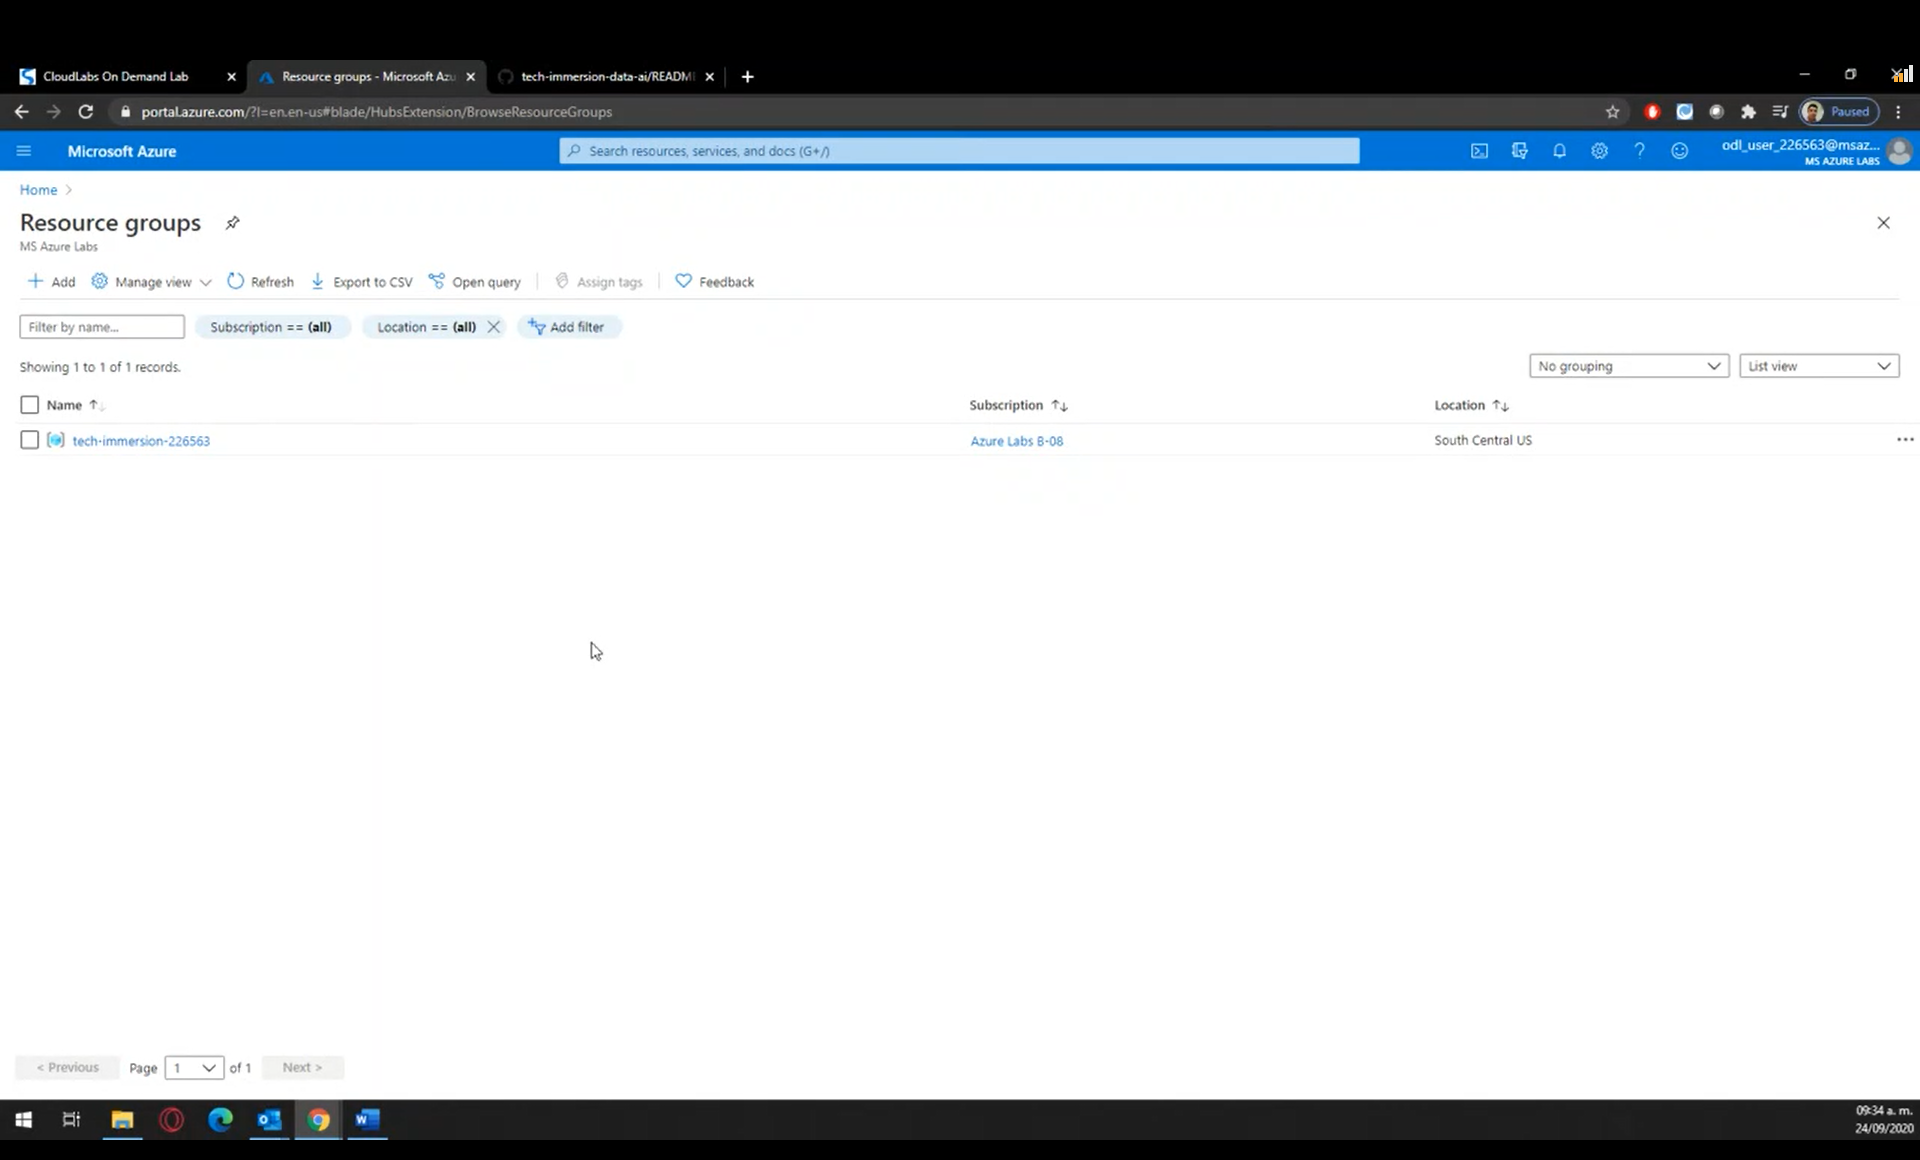 CloudLabs On Demand Lab
Resource groups - Microsoft Azu
tech-immersion-data-ai/READM
portal.azure.com/?l=en.en-us#blade/HubsExtension/BrowseResourceGroups
Paused
Microsoft Azure
Search resources, services, and docs (G+/)
odl_user_226563@msaz...
MS AZURE LABS
Home
Resource groups
MS Azure Labs
Add
Manage view
Refresh
Export to CSV
Open query
Assign tags
Feedback
Filter by name...
Subscription == (all)
Location == (all)
Add filter
Showing 1 to 1 of 1 records.
No grouping
List view
Name
Subscription
Location
tech-immersion-226563
Azure Labs B-08
South Central US
< Previous
Page
1
of 1
Next >
09:34 a. m.
24/09/2020